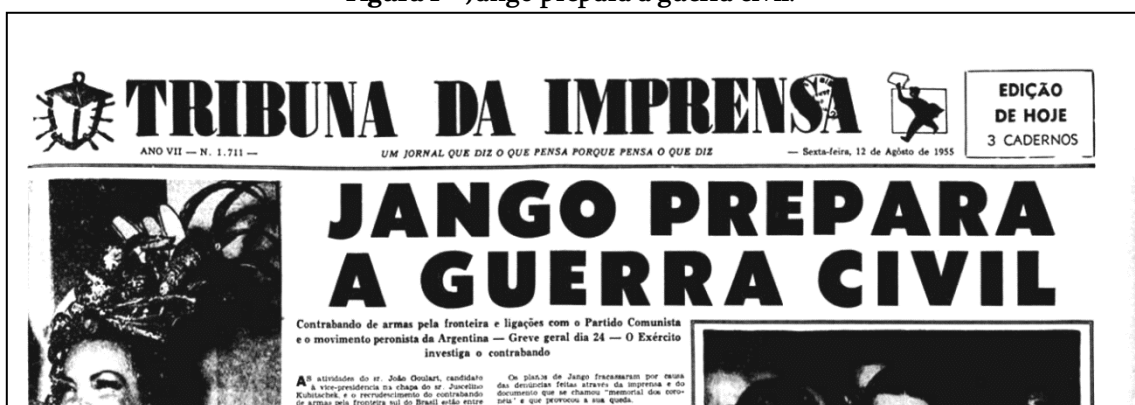 Figura 1 – Jango prepara a guerra civil.
TRIBUNA DA IMPRENSA
EDIÇÃO
DE HOJE
3 CADERNOS
ANO VII — N. 1.711 —
UM JORNAL QUE DIZ O QUE PENSA PORQUE PENSA O QUE DIZ
— Sexta-feira, 12 de Agôsto de 1955
JANGO PREPARA
A GUERRA CIVIL
Contrabando de armas pela fronteira e ligações com o Partido Comunista
e o movimento peronista da Argentina — Greve geral dia 24 — O Exército
investiga o contrabando
AS atividades do sr. João Goulart, candidato
à vice-presidência na chapa do sr. Juscelino
Kubitschek, e o recrudescimento do contrabando
de armas pela fronteira sul do Brasil estão entre
Os planos de Jango fracassaram por causa
das denúncias feitas através da imprensa e do
documento que se chamou "memorial dos coro-
néis" e que provocou a sua queda.